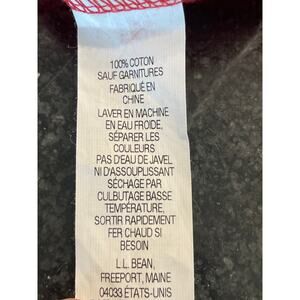 100% COTON
SAUF GARNITURES
FABRIQUÉ EN
CHINE
LAVER EN MACHINE
EN EAU FROIDE,
SÉPARER LES
COULEURS
PAS D'EAU DE JAVEL
NI D'ASSOUPLISSANT
SÉCHAGE PAR
CULBUTAGE BASSE
TEMPÉRATURE,
SORTIR RAPIDEMENT
FER CHAUD SI
BESOIN
L.L. BEAN,
FREEPORT, MAINE
04033 ÉTATS-UNIS